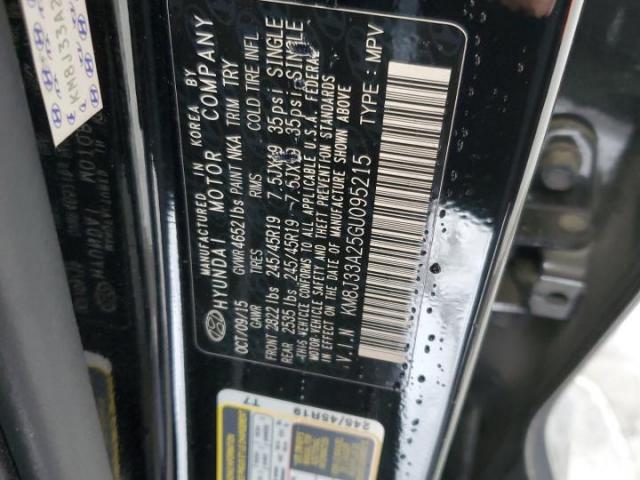 MANUFACTURED IN KOREA BY
HYUNDAI MOTOR COMPANY
OCT/09/15 GVWR 4652lbs PAINT NKA TRIM TRY
GAWR TIRES RIMS COLD TIRE INFL
FRONT 2822 lbs 245/45R19 7.5JX19 35psi SINGLE
REAR 2535 lbs 245/45R19 7.5JX19 35psi SINGLE
THIS VEHICLE CONFORMS TO ALL APPLICABLE U.S.A. FEDERAL
MOTOR VEHICLE SAFETY AND THEFT PREVENTION STANDARDS
IN EFFECT ON THE DATE OF MANUFACTURE SHOWN ABOVE
V.I.N KM8J33A25GU095215 TYPE : MPV
T7
245/45R19
KM8J33A2
HYUNDAI